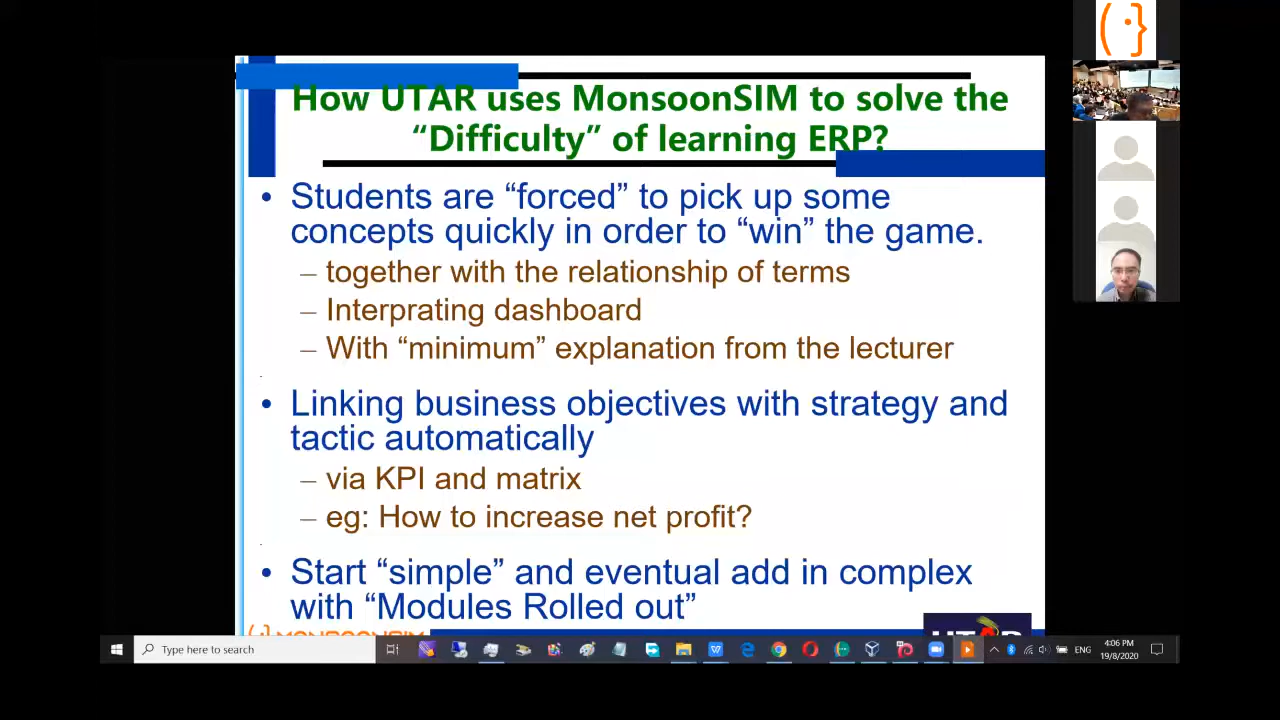 How UTAR uses MonsoonSIM to solve the
“Difficulty” of learning ERP?
• Students are “forced” to pick up some
concepts quickly in order to “win” the game.
– together with the relationship of terms
– Interprating dashboard
– With “minimum” explanation from the lecturer
• Linking business objectives with strategy and
tactic automatically
– via KPI and matrix
– eg: How to increase net profit?
• Start “simple” and eventual add in complex
with “Modules Rolled out”
MONSOONSIM
UTAR
Type here to search
ENG
4:06 PM
19/8/2020